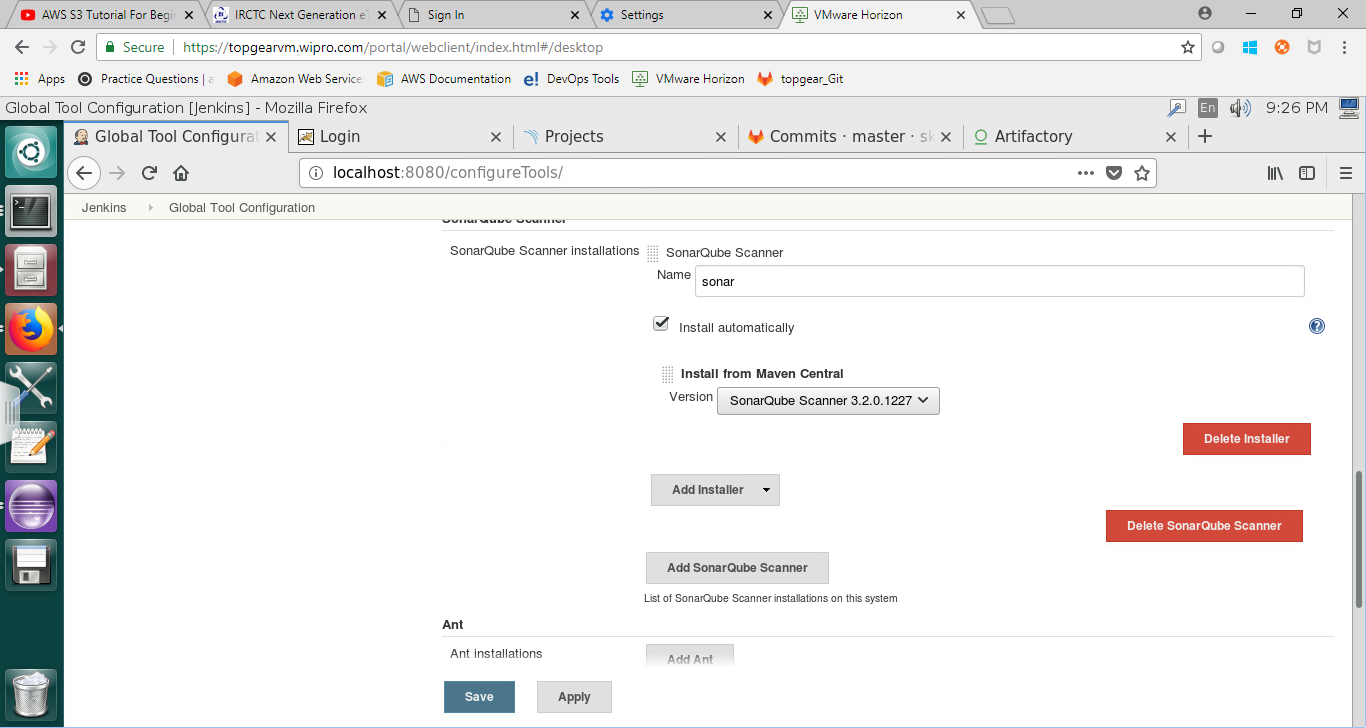 AWS S3 Tutorial For Begi
IRCTC Next Generation eT
Sign In
Settings
VMware Horizon
Secure
https://topgearvm.wipro.com/portal/webclient/index.html#/desktop
Apps
Practice Questions | a
Amazon Web Service
AWS Documentation
DevOps Tools
VMware Horizon
topgear_Git
Global Tool Configuration [Jenkins] - Mozilla Firefox
En
9:26 PM
Global Tool Configurat
Login
Projects
Commits · master · sk
Artifactory
localhost:8080/configureTools/
Jenkins
Global Tool Configuration
SonarQube Scanner
SonarQube Scanner installations
SonarQube Scanner
Name
sonar
Install automatically
Install from Maven Central
Version
SonarQube Scanner 3.2.0.1227
Delete Installer
Add Installer
Delete SonarQube Scanner
Add SonarQube Scanner
List of SonarQube Scanner installations on this system
Ant
Ant installations
Add Ant
Save
Apply